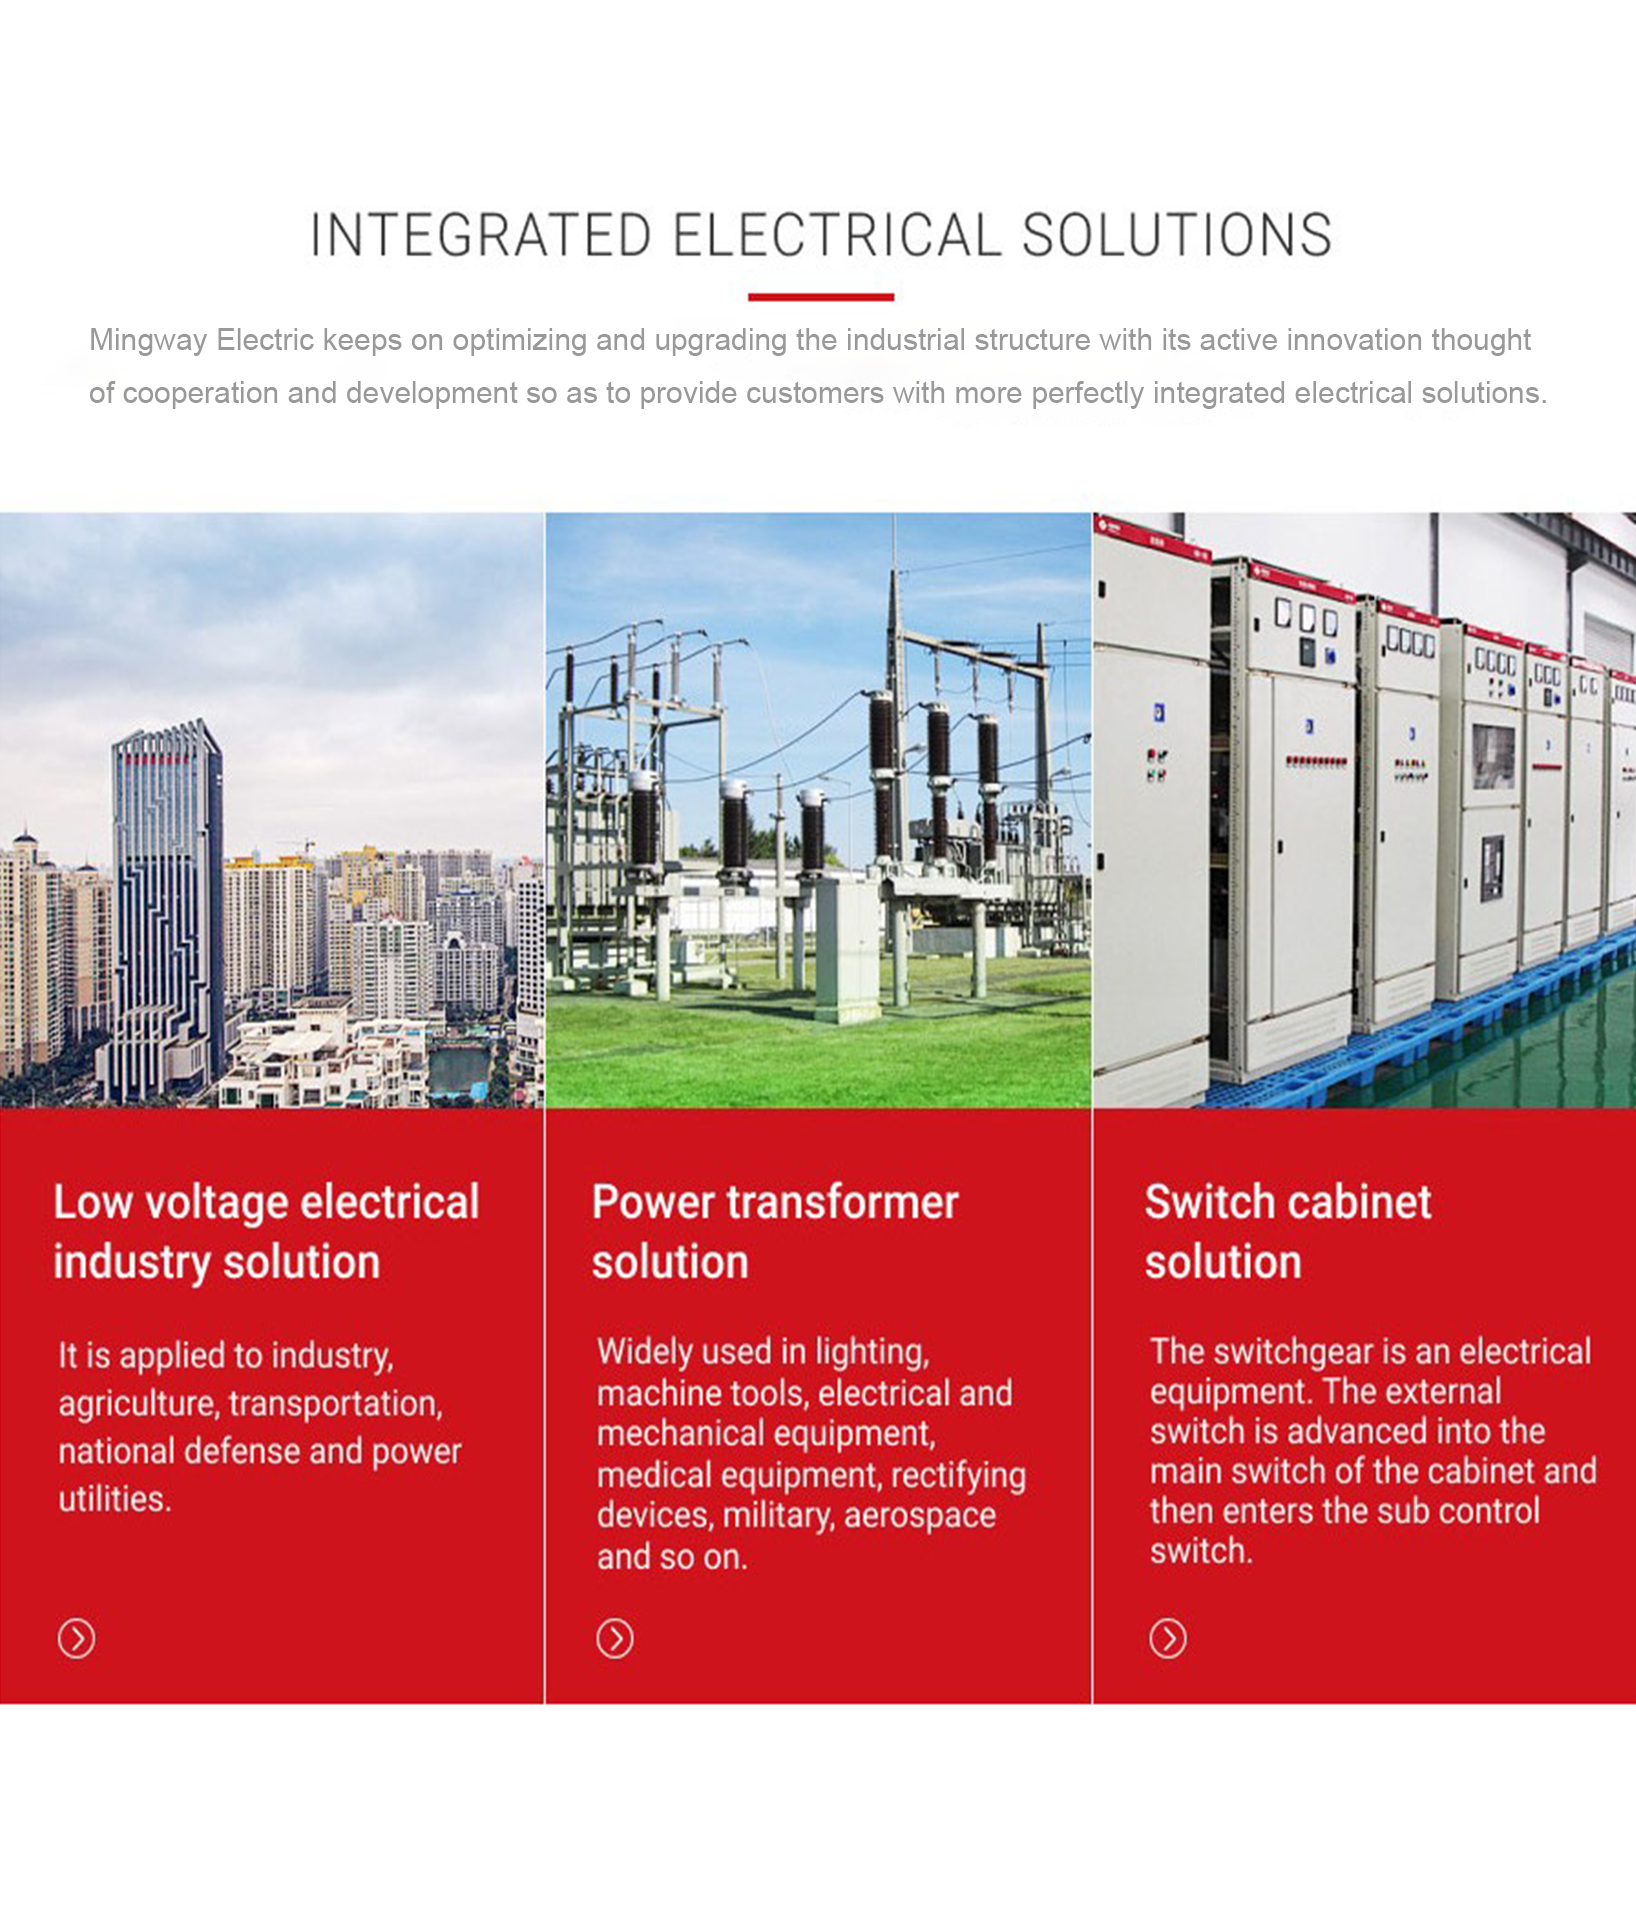 INTEGRATED ELECTRICAL SOLUTIONS
Mingway Electric keeps on optimizing and upgrading the industrial structure with its active innovation thought
of cooperation and development so as to provide customers with more perfectly integrated electrical solutions.
Low voltage electrical
industry solution
It is applied to industry,
agriculture, transportation,
national defense and power
utilities.
Power transformer
solution
Widely used in lighting,
machine tools, electrical and
mechanical equipment,
medical equipment, rectifying
devices, military, aerospace
and so on.
Switch cabinet
solution
The switchgear is an electrical
equipment. The external
switch is advanced into the
main switch of the cabinet and
then enters the sub control
switch.